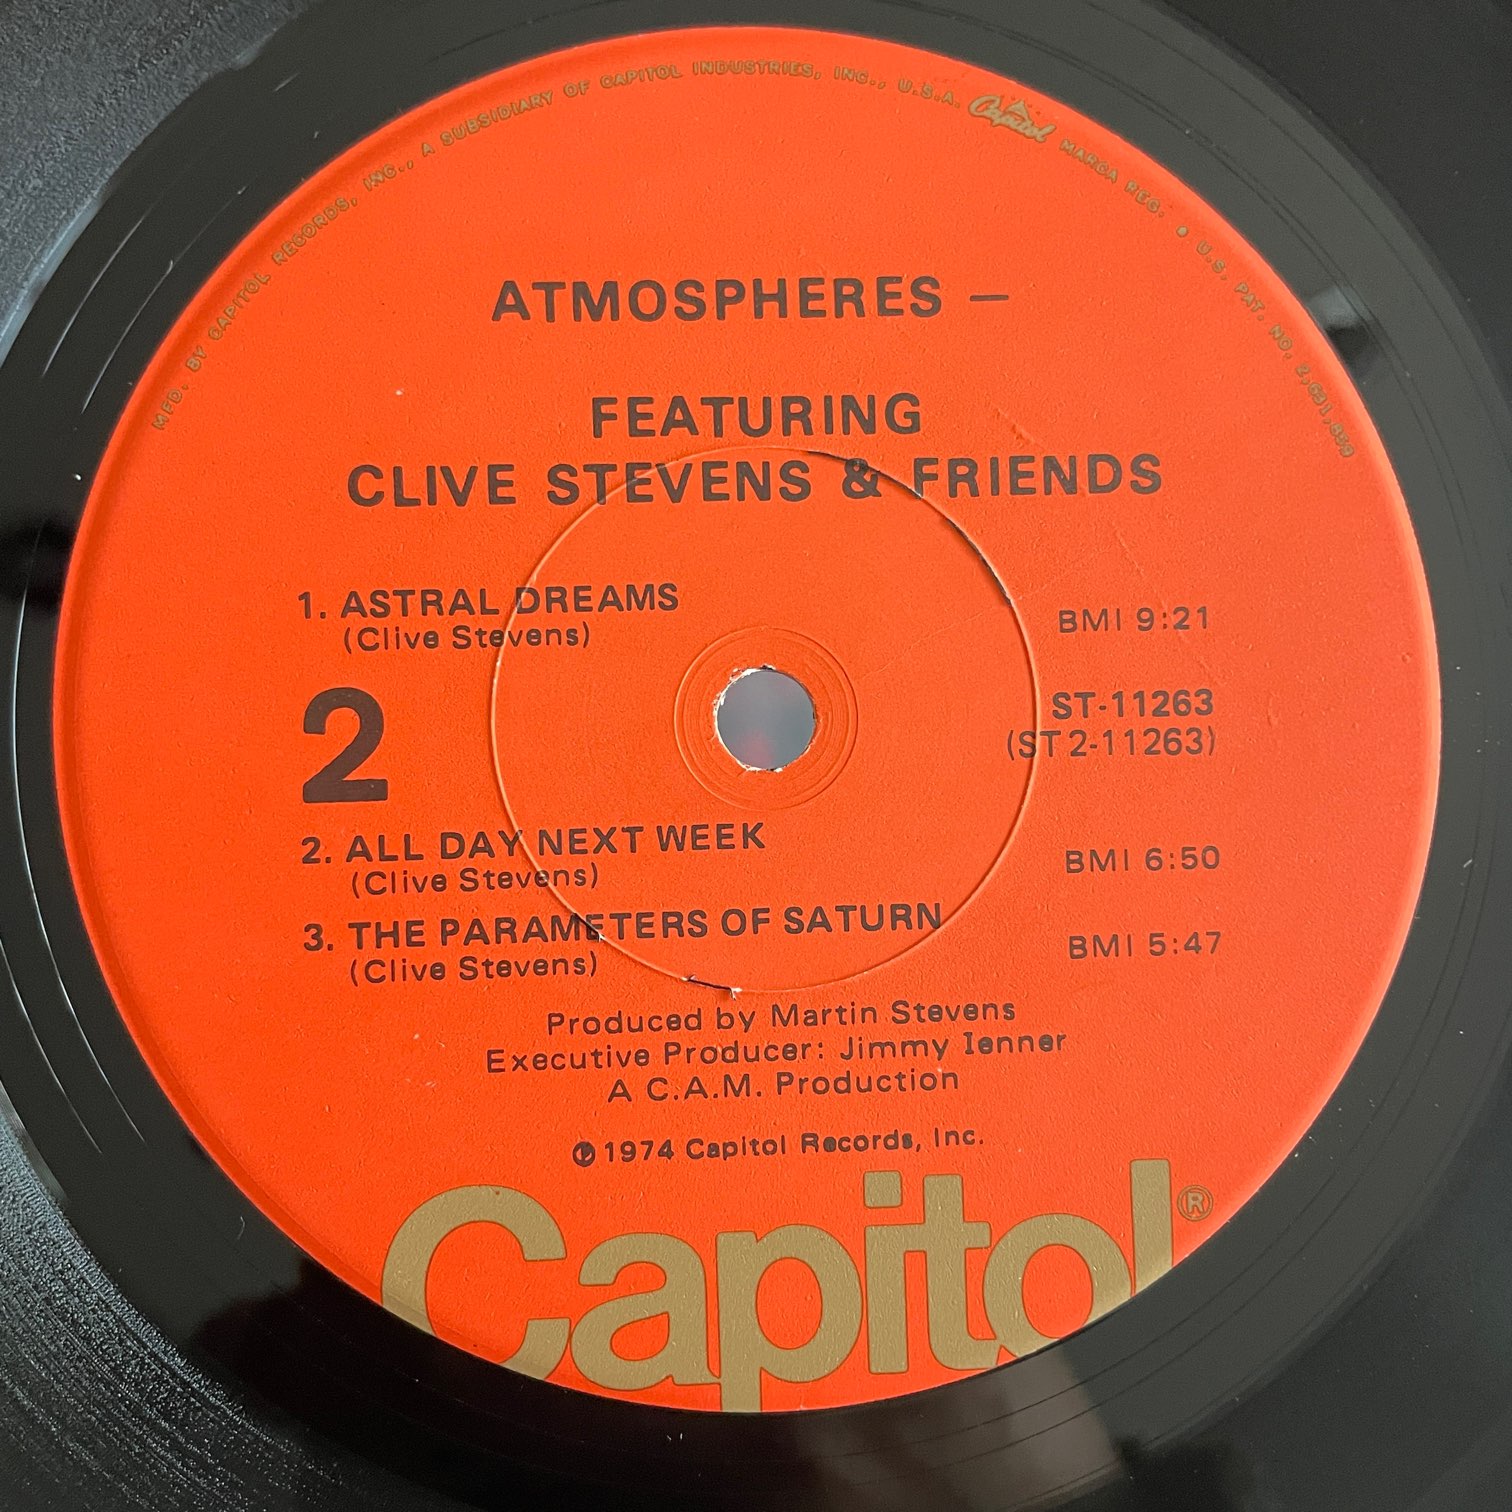 MFD. BY CAPITOL RECORDS, INC., A SUBSIDIARY OF CAPITOL INDUSTRIES, INC., U.S.A. Capitol MARCA REG. • U.S. PAT. NO. 2,631,859
ATMOSPHERES —
FEATURING
CLIVE STEVENS & FRIENDS
1. ASTRAL DREAMS BMI 9:21
(Clive Stevens)
2
ST-11263
(ST 2-11263)
2. ALL DAY NEXT WEEK BMI 6:50
(Clive Stevens)
3. THE PARAMETERS OF SATURN BMI 5:47
(Clive Stevens)
Produced by Martin Stevens
Executive Producer: Jimmy Ienner
A C.A.M. Production
℗ 1974 Capitol Records, Inc.
Capitol®